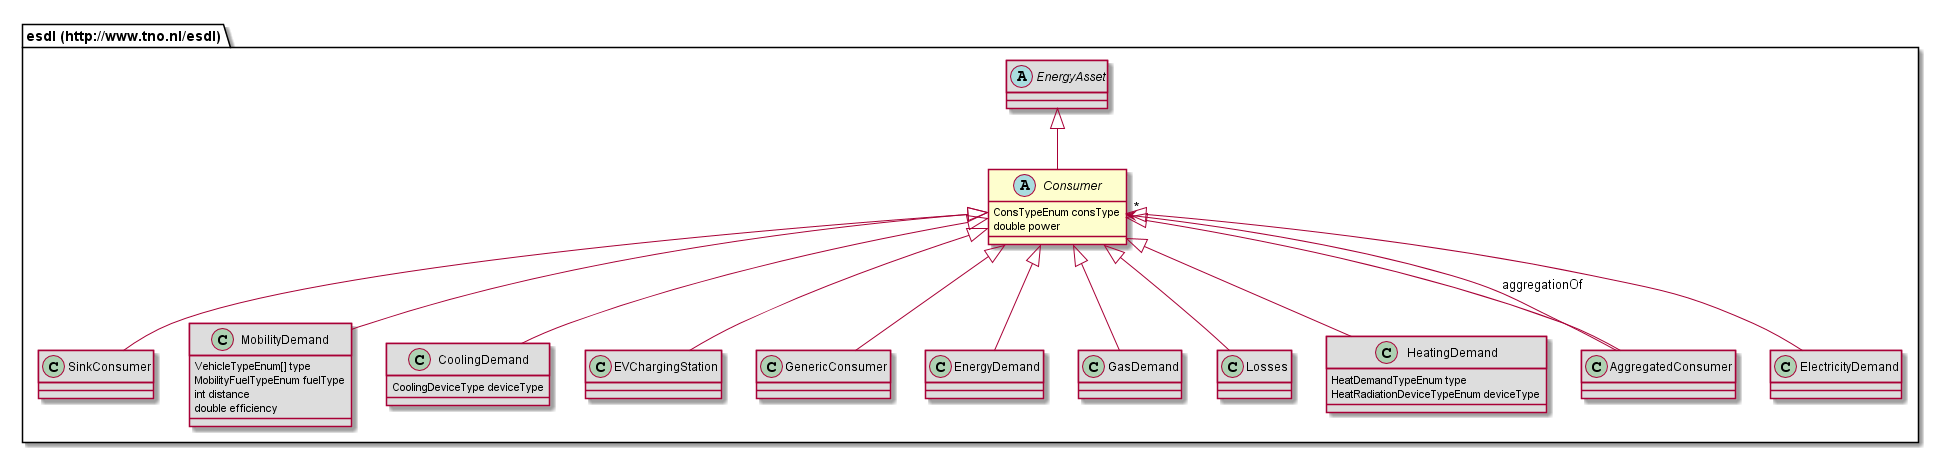 esdl (http://www.tno.nl/esdl)
A EnergyAsset
A Consumer
ConsTypeEnum consType
double power
*
aggregationOf
C SinkConsumer
C MobilityDemand
VehicleTypeEnum[] type
MobilityFuelTypeEnum fuelType
int distance
double efficiency
C CoolingDemand
CoolingDeviceType deviceType
C EVChargingStation
C GenericConsumer
C EnergyDemand
C GasDemand
C Losses
C HeatingDemand
HeatDemandTypeEnum type
HeatRadiationDeviceTypeEnum deviceType
C AggregatedConsumer
C ElectricityDemand